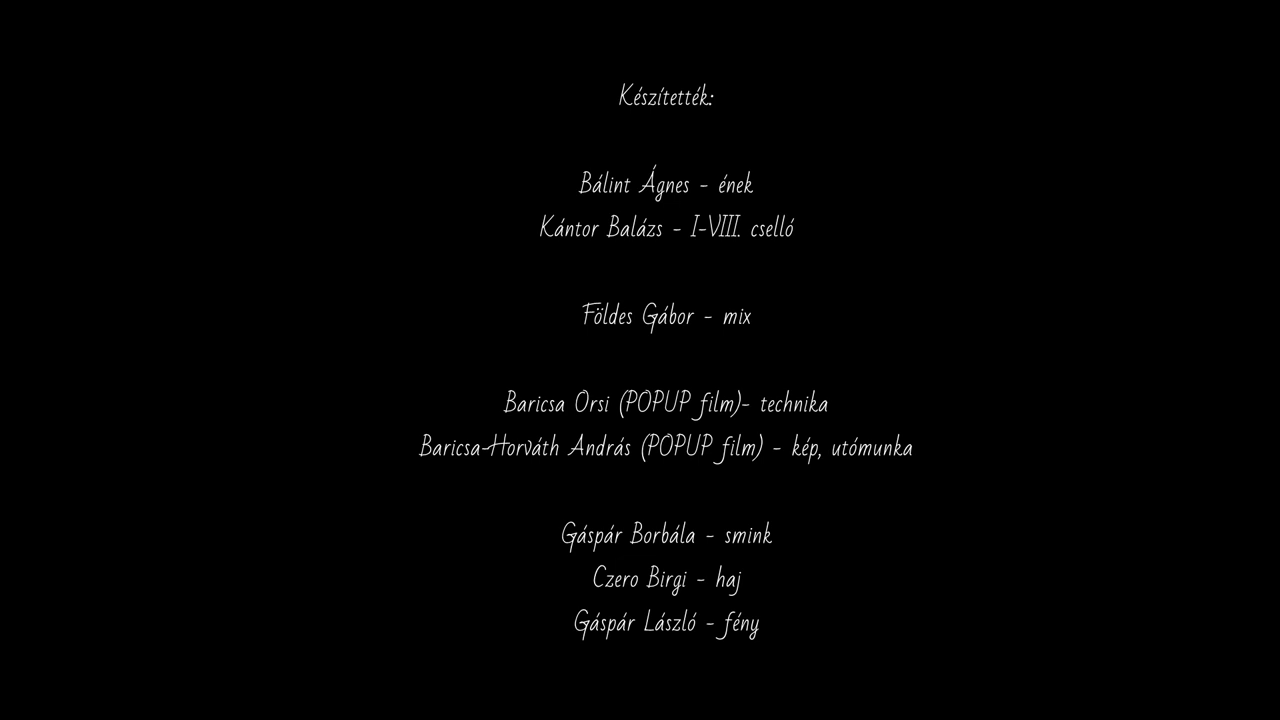 Készítették:
Bálint Ágnes - ének
Kántor Balázs - I-VIII. cselló
Földes Gábor - mix
Baricsa Orsi (POPUP film)- technika
Baricsa-Horváth András (POPUP film) - kép, utómunka
Gáspár Borbála - smink
Czero Birgi - haj
Gáspár László - fény